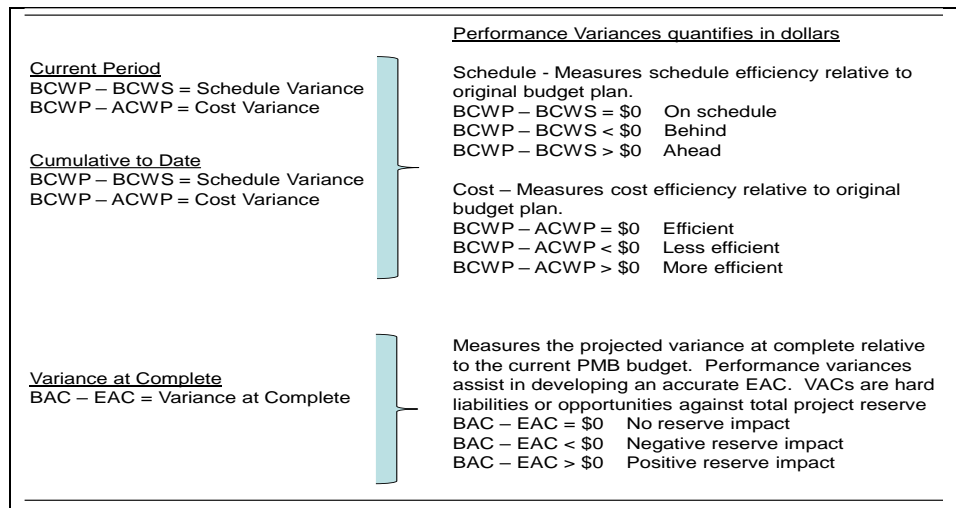 Current Period
BCWP – BCWS = Schedule Variance
BCWP – ACWP = Cost Variance
Cumulative to Date
BCWP – BCWS = Schedule Variance
BCWP – ACWP = Cost Variance
Performance Variances quantifies in dollars
Schedule - Measures schedule efficiency relative to
original budget plan.
BCWP – BCWS = $0 On schedule
BCWP – BCWS < $0 Behind
BCWP – BCWS > $0 Ahead
Cost – Measures cost efficiency relative to original
budget plan.
BCWP – ACWP = $0 Efficient
BCWP – ACWP < $0 Less efficient
BCWP – ACWP > $0 More efficient
Variance at Complete
BAC – EAC = Variance at Complete
Measures the projected variance at complete relative
to the current PMB budget. Performance variances
assist in developing an accurate EAC. VACs are hard
liabilities or opportunities against total project reserve
BAC – EAC = $0 No reserve impact
BAC – EAC < $0 Negative reserve impact
BAC – EAC > $0 Positive reserve impact